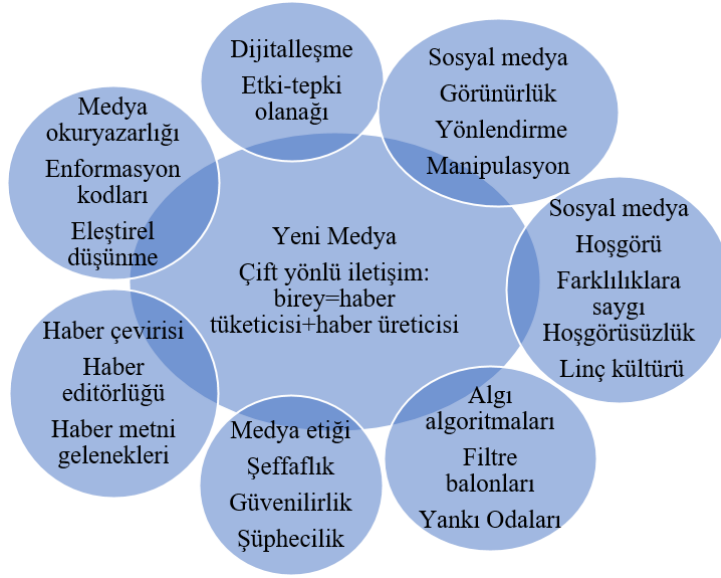 Dijitalleşme
Etki-tepki
olanağı
Sosyal medya
Görünürlük
Yönlendirme
Manipulasyon
Sosyal medya
Hoşgörü
Farklılıklara
saygı
Hoşgörüsüzlük
Linç kültürü
Algı
algoritmaları
Filtre
balonları
Yankı Odaları
Medya etiği
Şeffaflık
Güvenilirlik
Şüphecilik
Haber çevirisi
Haber
editörlüğü
Haber metni
gelenekleri
Medya
okuryazarlığı
Enformasyon
kodları
Eleştirel
düşünme
Yeni Medya
Çift yönlü iletişim:
birey=haber
tüketicisi+haber üreticisi